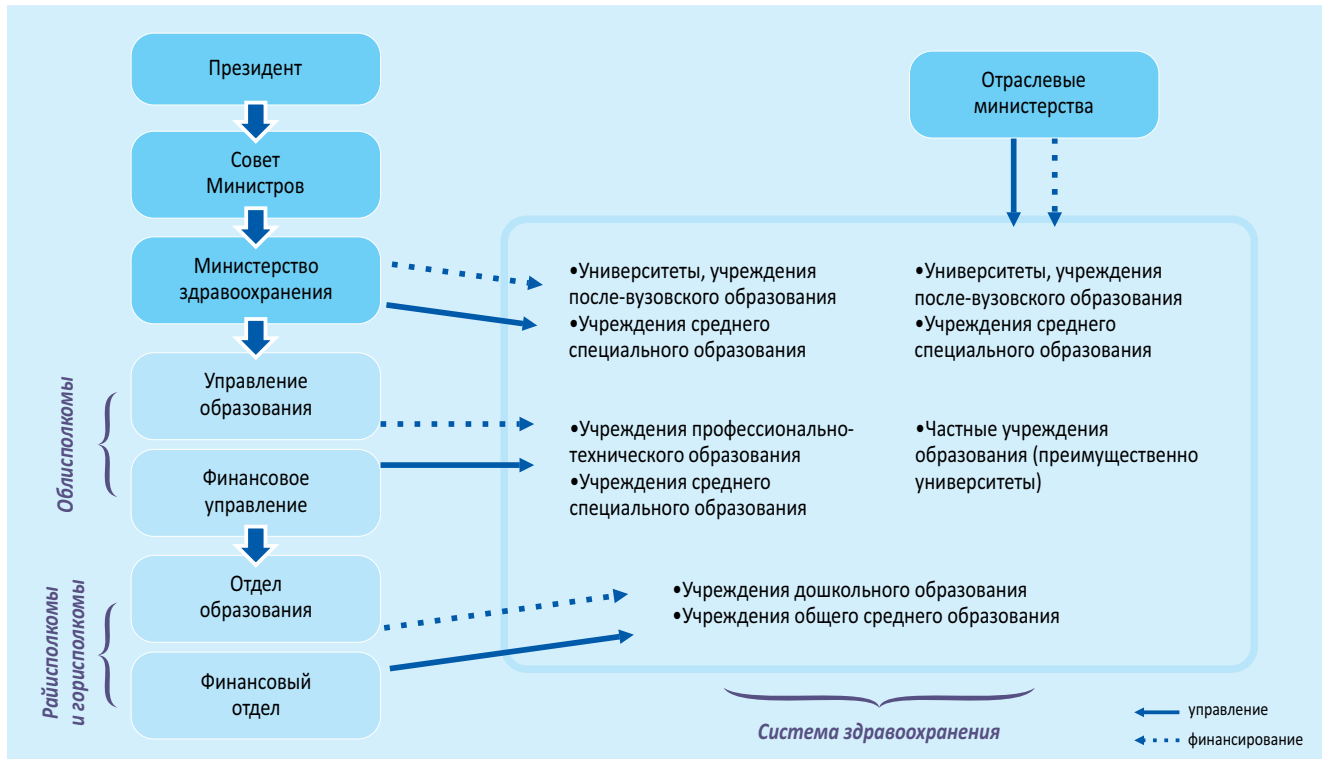 Президент
Совет
Министров
Министерство
здравоохранения
Управление
образования
Финансовое
управление
Отдел
образования
Финансовый
отдел
Облисполкомы
Райисполкомы
и горисполкомы
Отраслевые
министерства
•Университеты, учреждения
после-вузовского образования
•Учреждения среднего
специального образования
•Университеты, учреждения
после-вузовского образования
•Учреждения среднего
специального образования
•Учреждения профессионально-
технического образования
•Учреждения среднего
специального образования
•Частные учреждения
образования (преимущественно
университеты)
•Учреждения дошкольного образования
•Учреждения общего среднего образования
Система здравоохранения
управление
финансирование